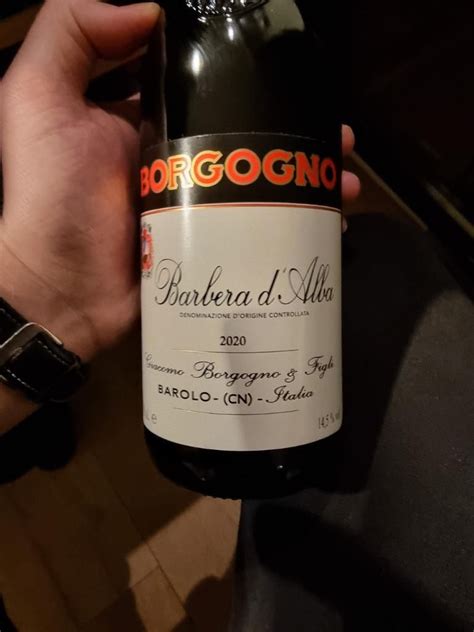 BORGOGNO
Barbera d'Alba
DENOMINAZIONE D'ORIGINE CONTROLLATA
2020
Giacomo Borgogno & Figli
BAROLO - (CN) - Italia
e 14,5 % vol